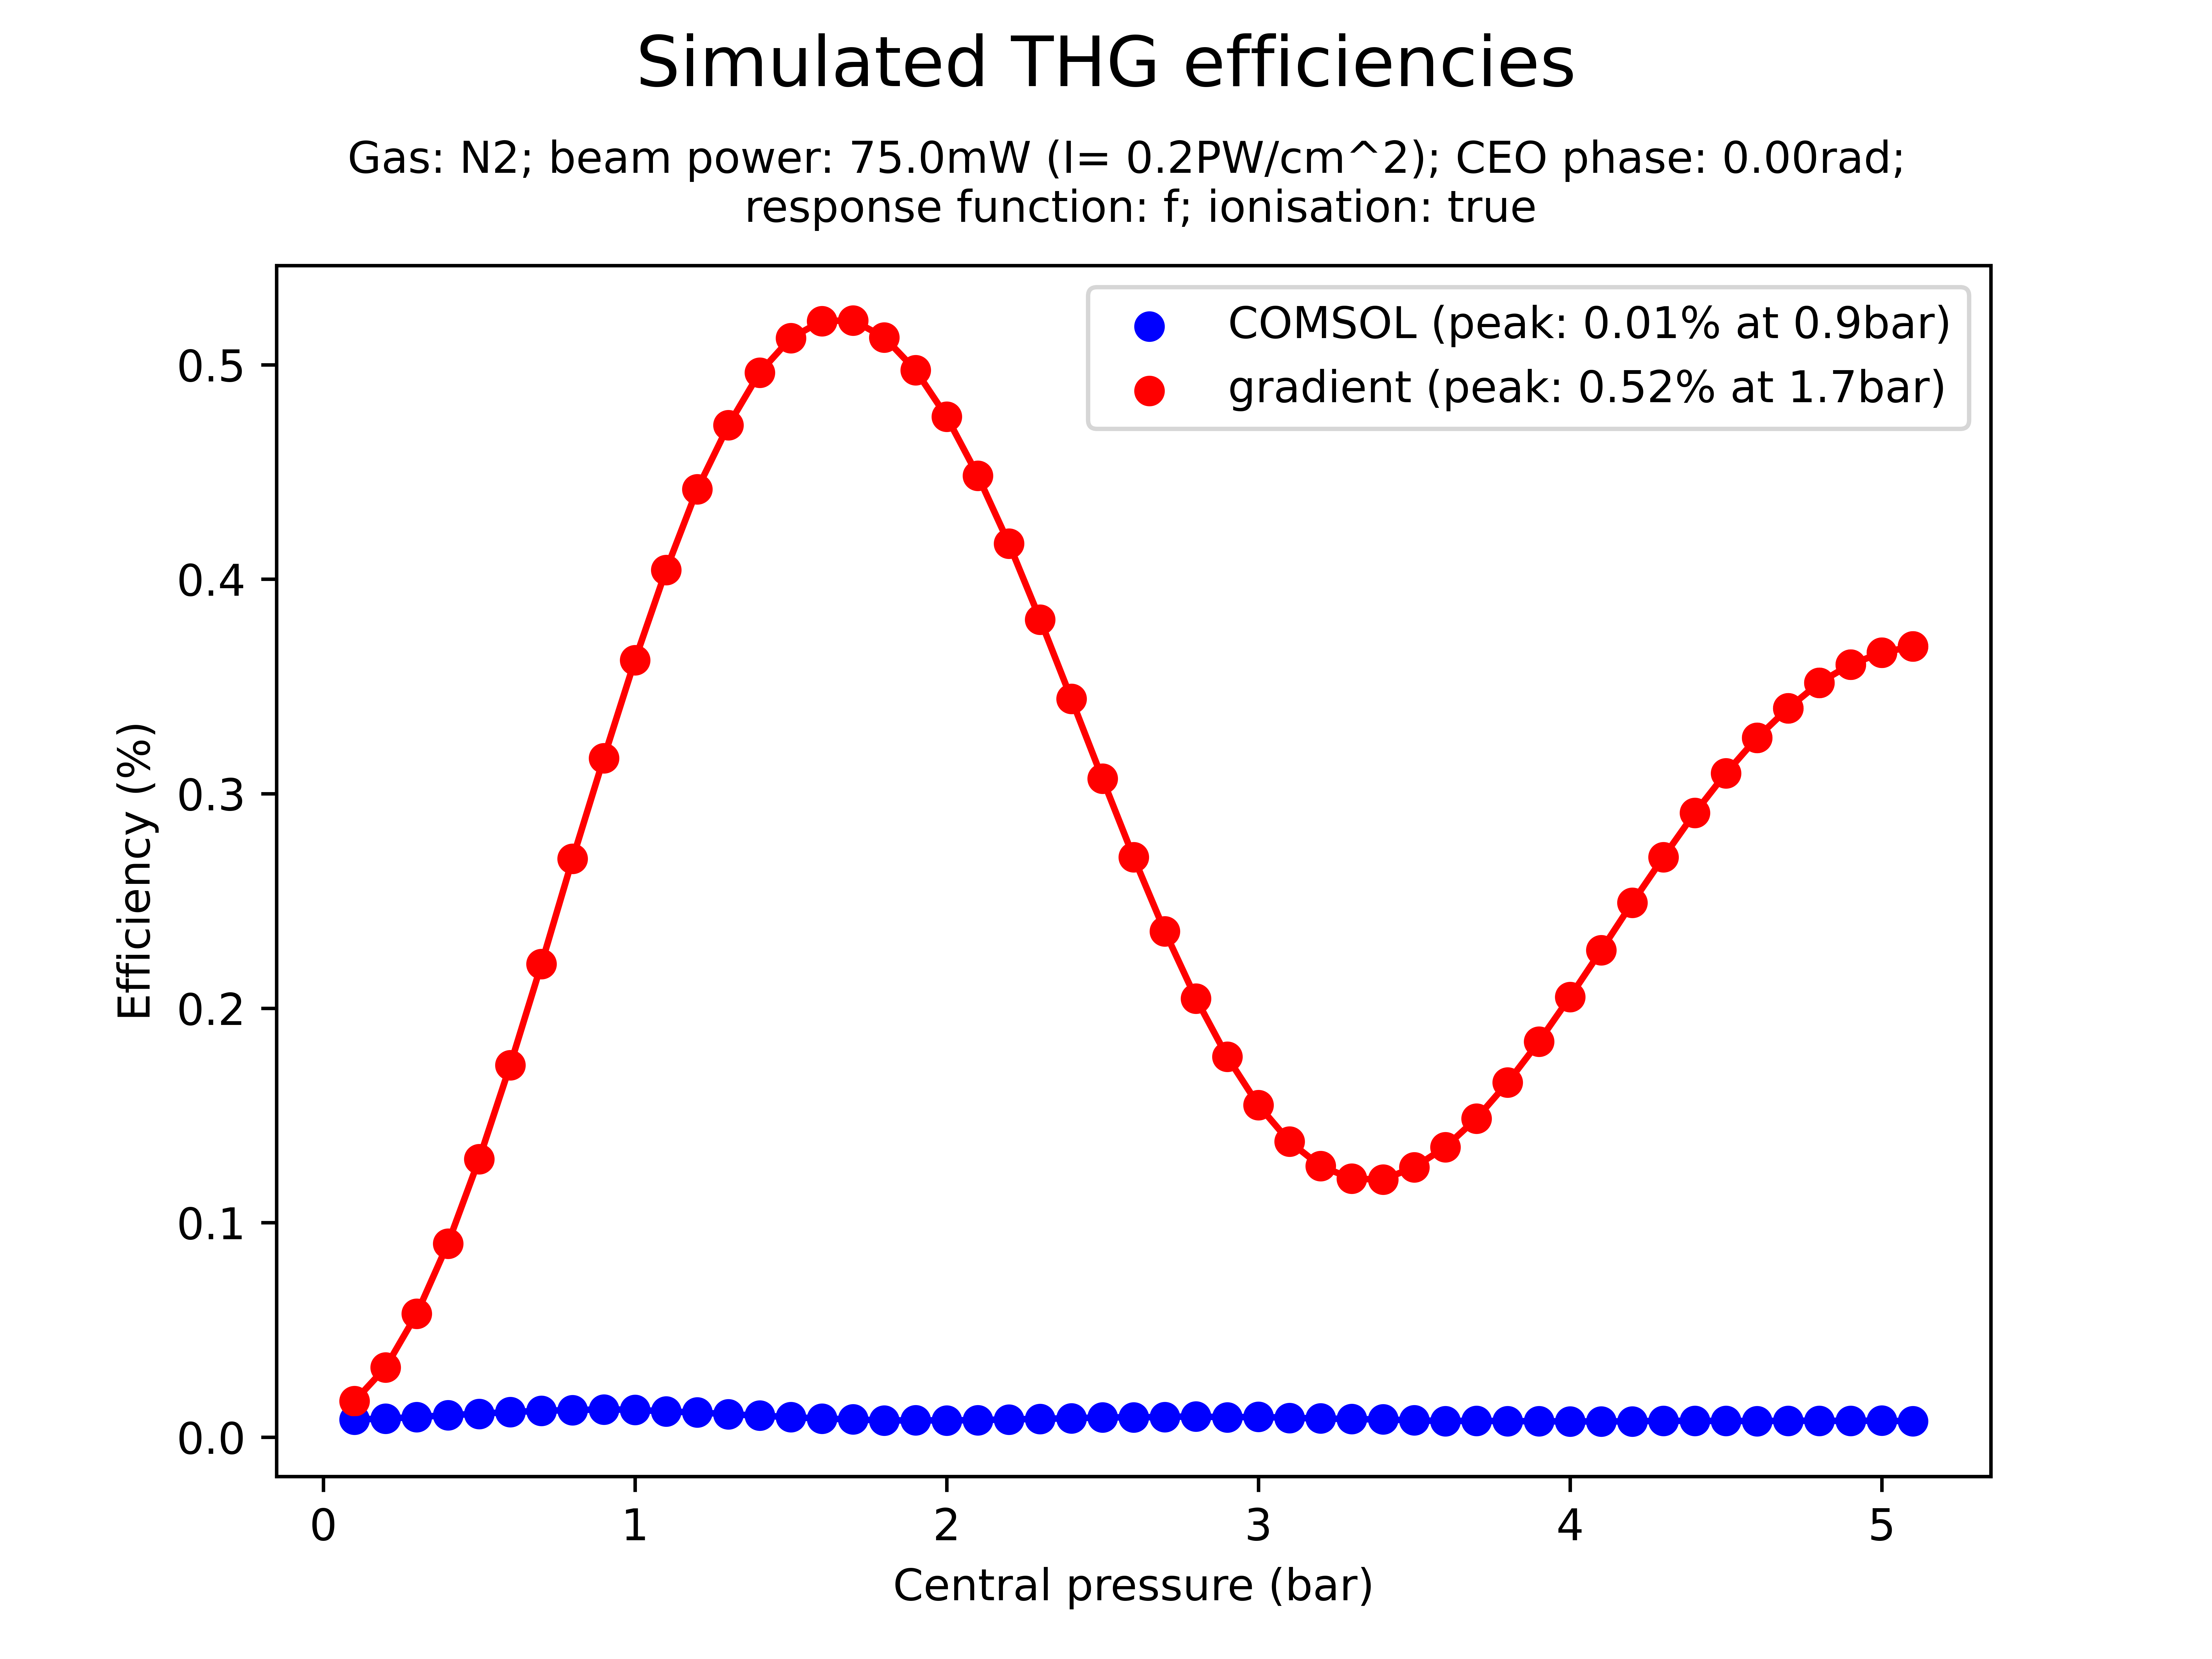 Simulated THG efficiencies
Gas: N2; beam power: 75.0mW (I= 0.2PW/cm^2); CEO phase: 0.00rad;
response function: f; ionisation: true
COMSOL (peak: 0.01% at 0.9bar)
gradient (peak: 0.52% at 1.7bar)
Efficiency (%)
0.5
0.4
0.3
0.2
0.1
0.0
0 1 2 3 4 5
Central pressure (bar)